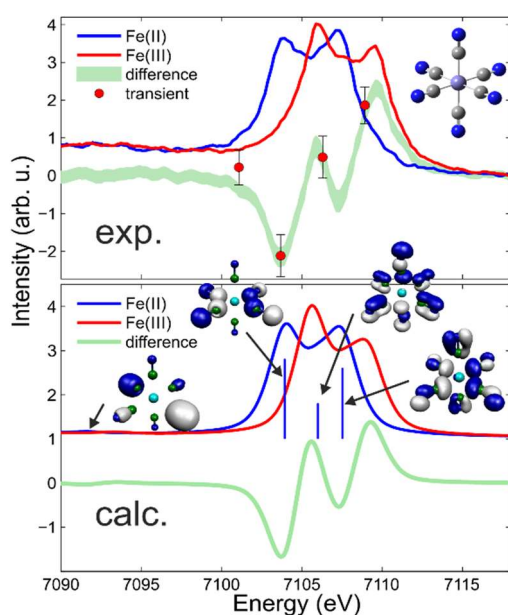 Fe(II)
Fe(III)
difference
transient
4
3
2
1
0
-1
-2
exp.
Intensity (arb. u.)
Fe(II)
Fe(III)
difference
4
3
2
1
0
-1
calc.
7090 7095 7100 7105 7110 7115
Energy (eV)